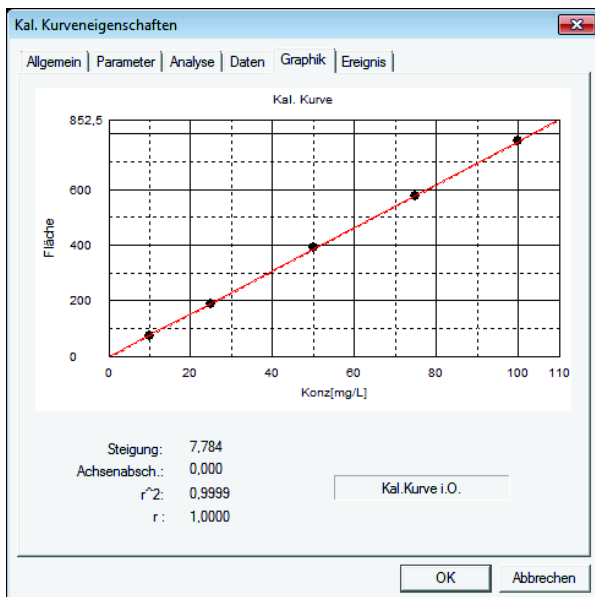 Kal. Kurveneigenschaften
Allgemein Parameter Analyse Daten Graphik Ereignis
Kal. Kurve
852,5
600
400
200
0
Fläche
0 20 40 60 80 100 110
Konz[mg/L]
Steigung: 7,784
Achsenabsch.: 0,000
r^2: 0,9999
r : 1,0000
Kal.Kurve i.O.
OK Abbrechen